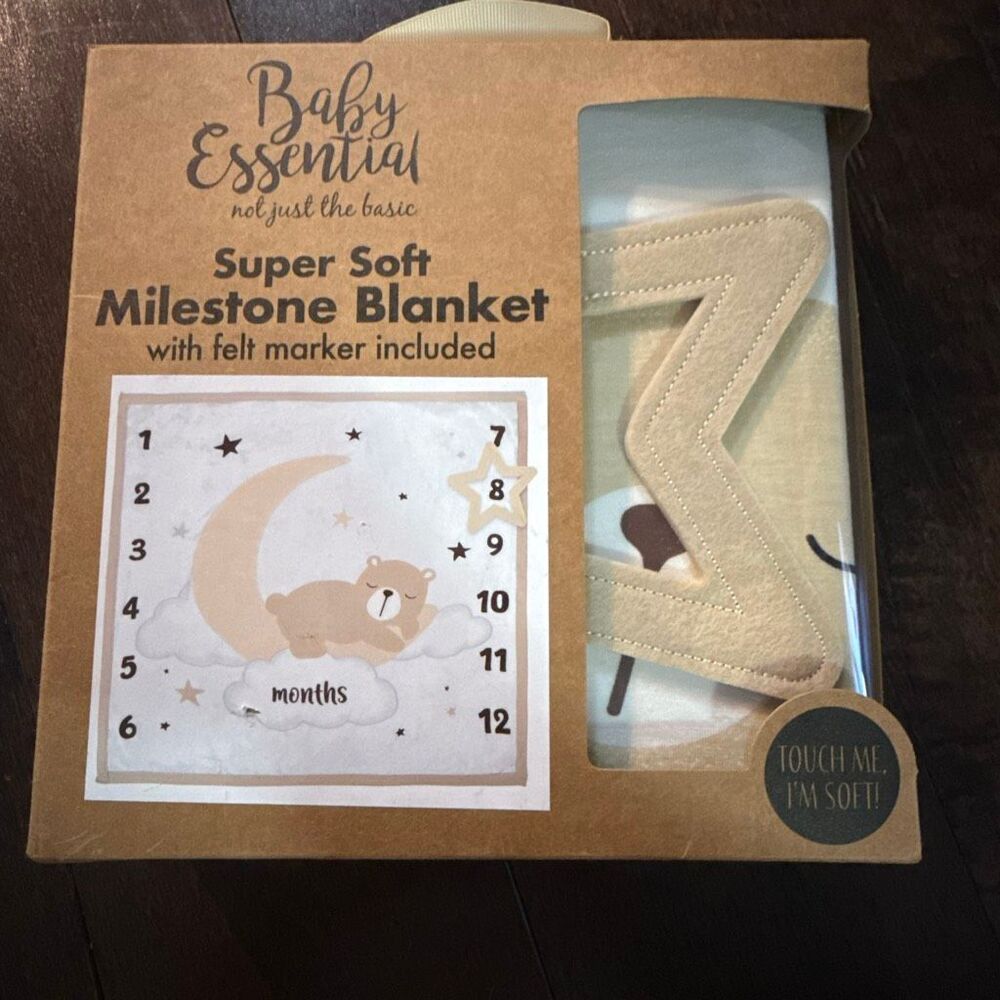 Baby
Essential
not just the basic
Super Soft
Milestone Blanket
with felt marker included
1
2
3
4
5
6
7
8
9
10
11
12
months
TOUCH ME,
I'M SOFT!